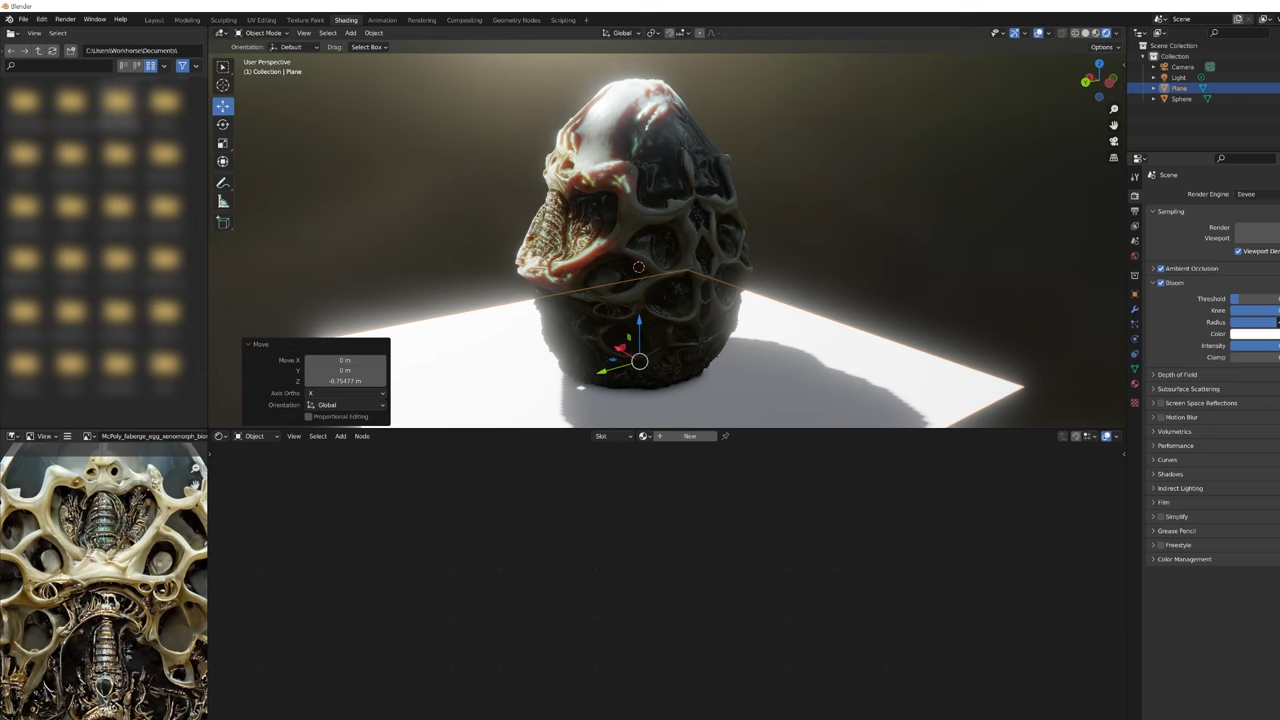 Blender
File Edit Render Window Help
Layout Modeling Sculpting UV Editing Texture Paint Shading Animation Rendering Compositing Geometry Nodes Scripting +
Scene
View Select
Object Mode View Select Add Object
Global
C:\Users\Workhorse\Documents\
Orientation: Default Drag: Select Box
Options
User Perspective
(1) Collection | Plane
Scene Collection
Collection
Camera
Light
Plane
Sphere
Scene
Render Engine Eevee
Sampling
Render
Viewport
Viewport Den
Ambient Occlusion
Bloom
Threshold
Knee
Radius
Color
Intensity
Clamp
Depth of Field
Subsurface Scattering
Screen Space Reflections
Motion Blur
Volumetrics
Performance
Curves
Shadows
Indirect Lighting
Film
Simplify
Grease Pencil
Freestyle
Color Management
Move
Move X 0 m
Y 0 m
Z -0.75477 m
Axis Ortho X
Orientation Global
Proportional Editing
View
McPoly_faberge_egg_xenomorph_bior
Object View Select Add Node
Slot
New